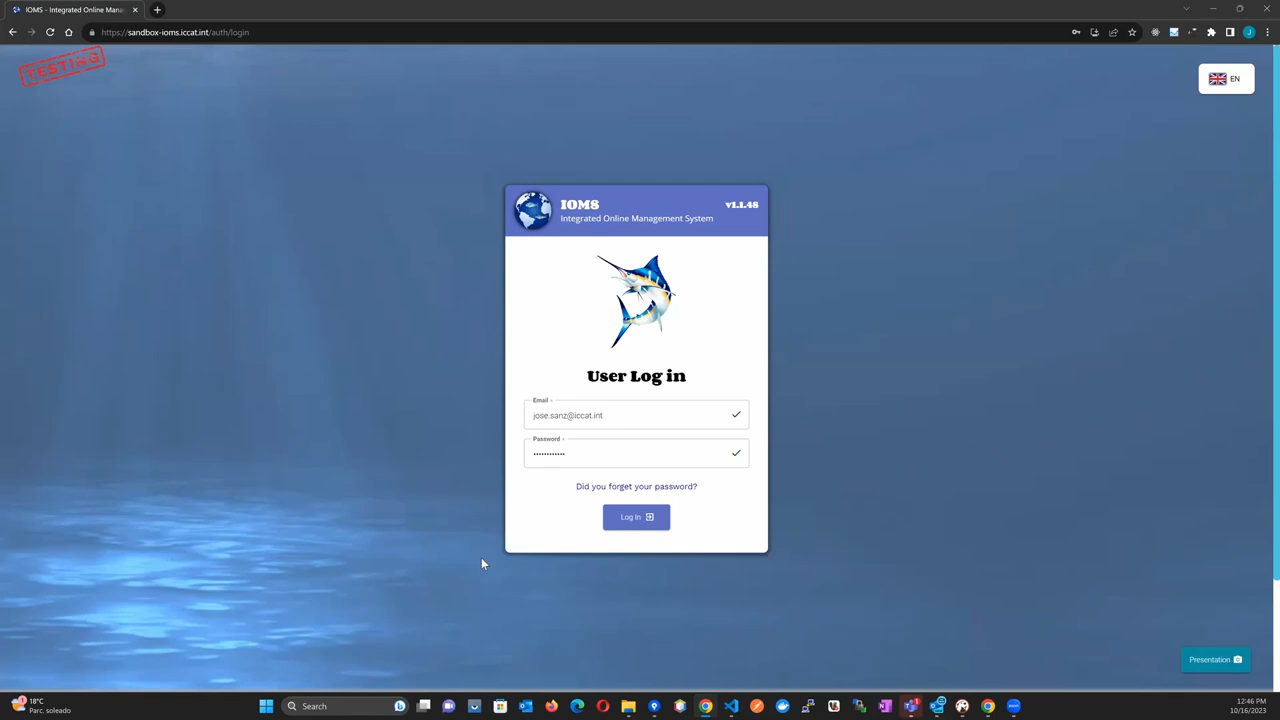 IOMS - Integrated Online Mana
https://sandbox-ioms.iccat.int/auth/login
J
TESTING
EN
IOMS
Integrated Online Management System
v1.1.48
User Log in
Email *
jose.sanz@iccat.int
Password *
••••••••••••
Did you forget your password?
Log In
Presentation
1
18°C
Parc. soleado
Search
12:46 PM
10/16/2023